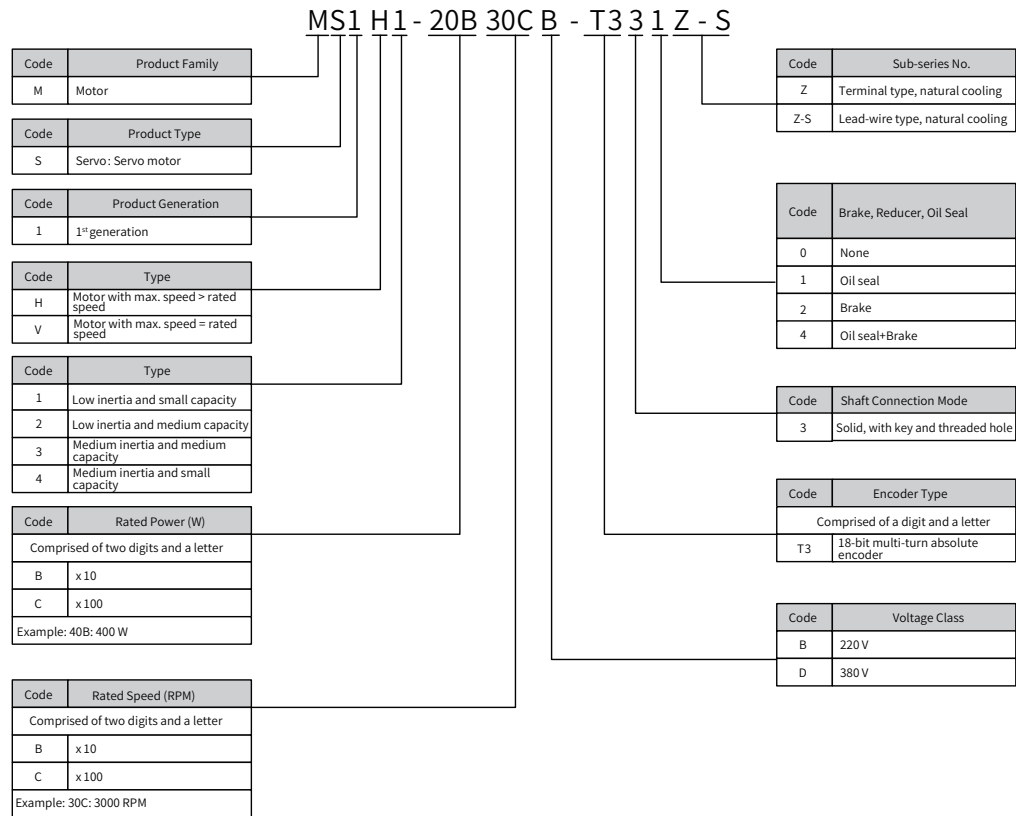 MS1H1-20B30CB-T331Z-S
Code Product Family
M Motor
Code Product Type
S Servo: Servo motor
Code Product Generation
1 1st generation
Code Type
H Motor with max. speed > rated
speed
V Motor with max. speed = rated
speed
Code Type
1 Low inertia and small capacity
2 Low inertia and medium capacity
3 Medium inertia and medium
capacity
4 Medium inertia and small
capacity
Code Rated Power (W)
Comprised of two digits and a letter
B x 10
C x 100
Example: 40B: 400 W
Code Rated Speed (RPM)
Comprised of two digits and a letter
B x 10
C x 100
Example: 30C: 3000 RPM
Code Sub-series No.
Z Terminal type, natural cooling
Z-S Lead-wire type, natural cooling
Code Brake, Reducer, Oil Seal
0 None
1 Oil seal
2 Brake
4 Oil seal+Brake
Code Shaft Connection Mode
3 Solid, with key and threaded hole
Code Encoder Type
Comprised of a digit and a letter
T3 18-bit multi-turn absolute
encoder
Code Voltage Class
B 220 V
D 380 V